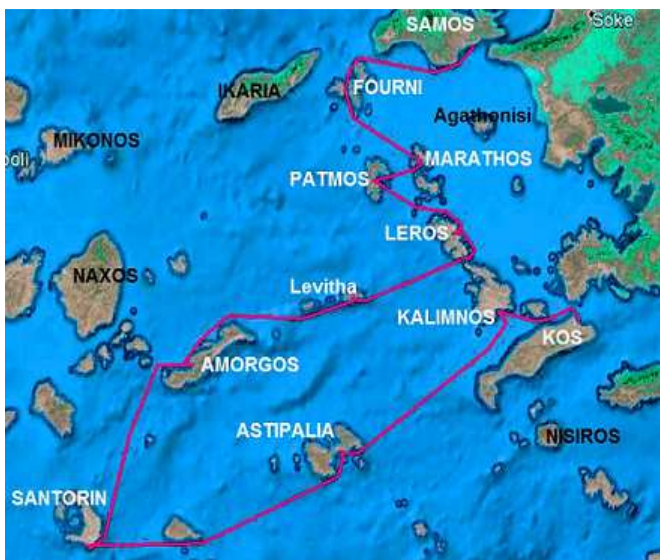 SAMOS
Soke
IKARIA
FOURNI
Agathonisi
MIKONOS
oli
MARATHOS
PATMOS
LEROS
NAXOS
Levitha
KALIMNOS
KOS
AMORGOS
ASTIPALIA
NISIROS
SANTORIN